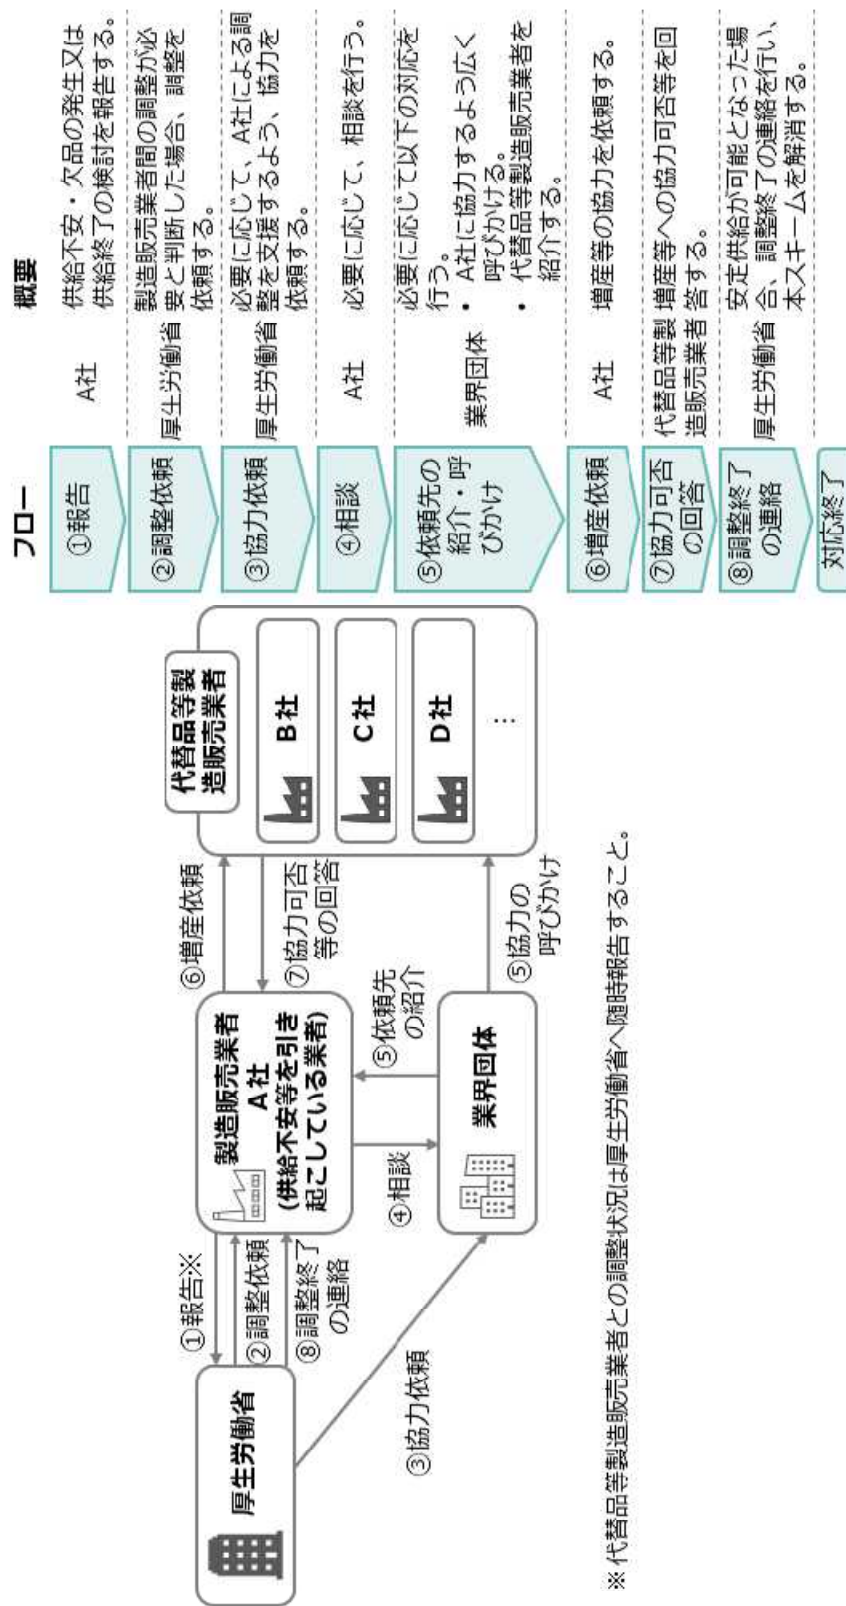 厚生労働省
①報告※
②調整依頼
⑧調整終了
の連絡
③協力依頼
製造販売業者
A社
(供給不安等を引き
起こしている業者)
④相談
⑤依頼先
の紹介
業界団体
⑥増産依頼
⑦協力可否
等の回答
⑤協力の
呼びかけ
代替品等製
造販売業者
B社
C社
D社
…
※代替品等製造販売業者との調整状況は厚生労働省へ随時報告すること。
フロー
概要
①報告
A社
供給不安・欠品の発生又は
供給終了の検討を報告する。
②調整依頼
厚生労働省
製造販売業者間の調整が必
要と判断した場合、調整を
依頼する。
③協力依頼
厚生労働省
必要に応じて、A社による調
整を支援するよう、協力を
依頼する。
④相談
A社
必要に応じて、相談を行う。
⑤依頼先の
紹介・呼
びかけ
業界団体
必要に応じて以下の対応を
行う。
• A社に協力するよう広く
呼びかける。
• 代替品等製造販売業者を
紹介する。
⑥増産依頼
A社
増産等の協力を依頼する。
⑦協力可否
の回答
代替品等製
造販売業者
増産等への協力可否等を回
答する。
⑧調整終了
の連絡
厚生労働省
安定供給が可能となった場
合、調整終了の連絡を行い、
本スキームを解消する。
対応終了